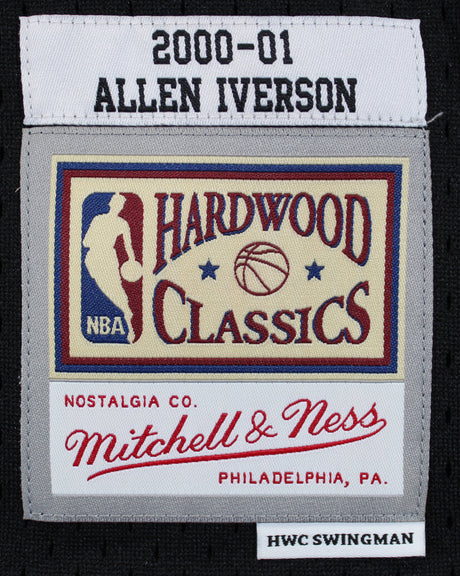 2000-01
ALLEN IVERSON
HARDWOOD
NBA
CLASSICS
NOSTALGIA CO.
Mitchell & Ness
PHILADELPHIA, PA.
HWC SWINGMAN